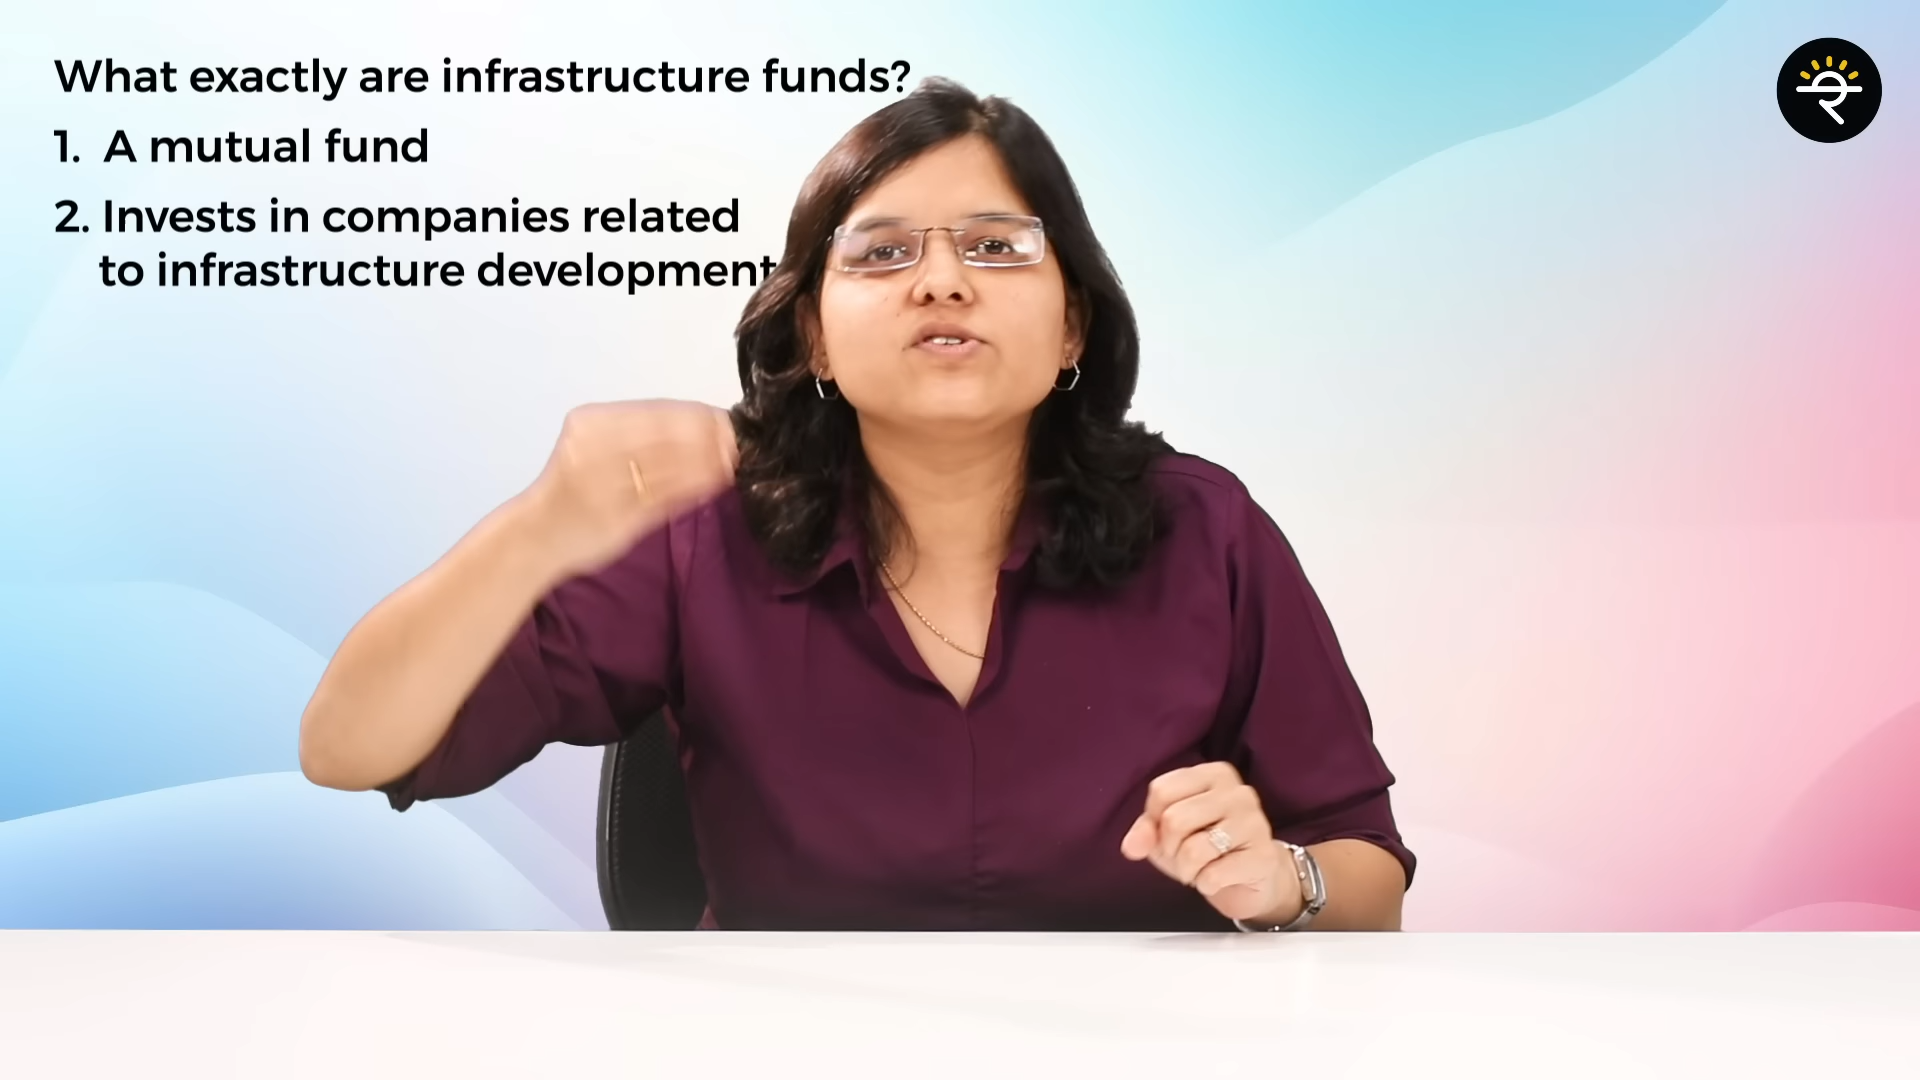 What exactly are infrastructure funds?
1. A mutual fund
2. Invests in companies related
to infrastructure development